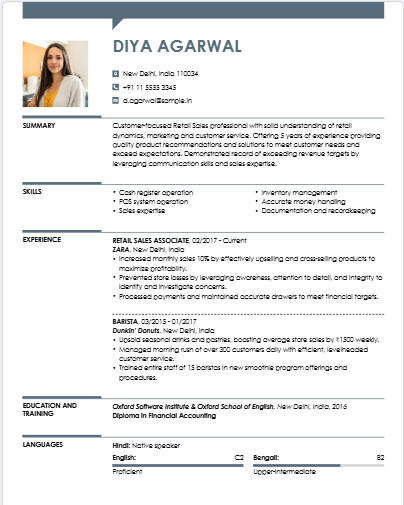 DIYA AGARWAL
New Delhi, India 110034
+91 11 5555 3345
d.agarwal@sample.in
SUMMARY
Customer-focused Retail Sales professional with solid understanding of retail
dynamics, marketing and customer service. Offering 5 years of experience providing
quality product recommendations and solutions to meet customer needs and
exceed expectations. Demonstrated record of exceeding revenue targets by
leveraging communication skills and sales expertise.
SKILLS
• Cash register operation
• POS system operation
• Sales expertise
• Inventory management
• Accurate money handling
• Documentation and recordkeeping
EXPERIENCE
RETAIL SALES ASSOCIATE, 02/2017 - Current
ZARA, New Delhi, India
• Increased monthly sales 10% by effectively upselling and cross-selling products to
maximize profitability.
• Prevented store losses by leveraging awareness, attention to detail, and integrity to
identify and investigate concerns.
• Processed payments and maintained accurate drawers to meet financial targets.
BARISTA, 03/2015 - 01/2017
Dunkin' Donuts, New Delhi, India
• Upsold seasonal drinks and pastries, boosting average store sales by ₹1500 weekly.
• Managed morning rush of over 300 customers daily with efficient, levelheaded
customer service.
• Trained entire staff of 15 baristas in new smoothie program offerings and
procedures.
EDUCATION AND
TRAINING
Oxford Software Institute & Oxford School of English, New Delhi, India, 2016
Diploma in Financial Accounting
LANGUAGES
Hindi: Native speaker
English: C2
Proficient
Bengali: B2
Upper-intermediate